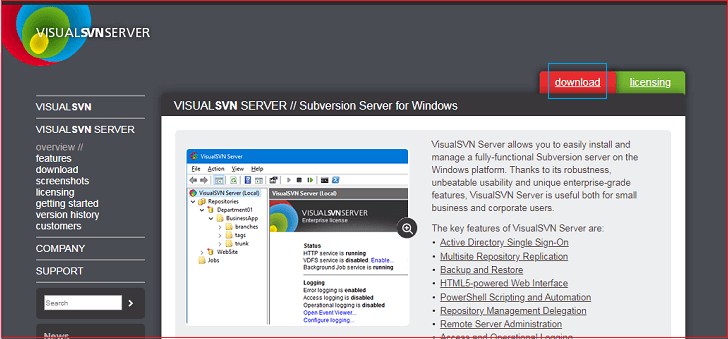 VISUALSVNSERVER
download
licensing
VISUALSVN
VISUALSVN SERVER
overview //
features
download
screenshots
licensing
getting started
version history
customers
COMPANY
SUPPORT
Search
News
VISUALSVN SERVER // Subversion Server for Windows
VisualSVN Server
File Action View Help
VisualSVN Server (Local)
Repositories
Department01
BusinessApp
branches
tags
trunk
WebSite
Jobs
VisualSVN Server (Local)
VISUALSVNSERVER
Enterprise license
Status
HTTP service is running
VDFS service is disabled. Enable...
Background Job service is running
Logging
Error logging is enabled
Access logging is disabled
Operational logging is disabled
Open Event Viewer...
Configure logging...
VisualSVN Server allows you to easily install and
manage a fully-functional Subversion server on the
Windows platform. Thanks to its robustness,
unbeatable usability and unique enterprise-grade
features, VisualSVN Server is useful both for small
business and corporate users.
The key features of VisualSVN Server are:
• Active Directory Single Sign-On
• Multisite Repository Replication
• Backup and Restore
• HTML5-powered Web Interface
• PowerShell Scripting and Automation
• Repository Management Delegation
• Remote Server Administration
• Access and Operational Logging